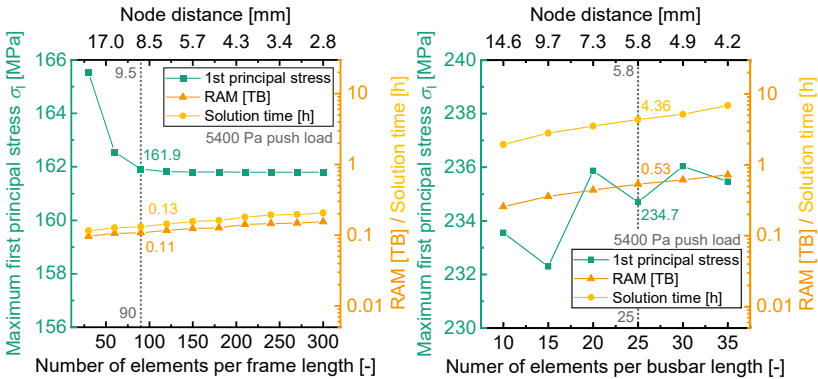 Node distance [mm]
17.0 8.5 5.7 4.3 3.4 2.8
166
164
162
160
158
156
Maximum first principal stress σI [MPa]
9.5
1st principal stress
RAM [TB]
Solution time [h]
5400 Pa push load
161.9
0.13
0.11
90
10
1
0.1
0.01
RAM [TB] / Solution time [h]
50 100 150 200 250 300
Number of elements per frame length [-]
Node distance [mm]
14.6 9.7 7.3 5.8 4.9 4.2
240
238
236
234
232
230
Maximum first principal stress σI [MPa]
5.8
4.36
0.53
234.7
5400 Pa push load
1st principal stress
RAM [TB]
Solution time [h]
25
10
1
0.1
0.01
RAM [TB] / Solution time [h]
10 15 20 25 30 35
Numer of elements per busbar length [-]